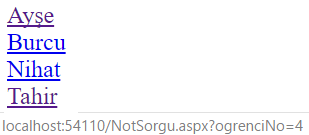 Ayşe
Burcu
Nihat
Tahir
localhost:54110/NotSorgu.aspx?ogrenciNo=4